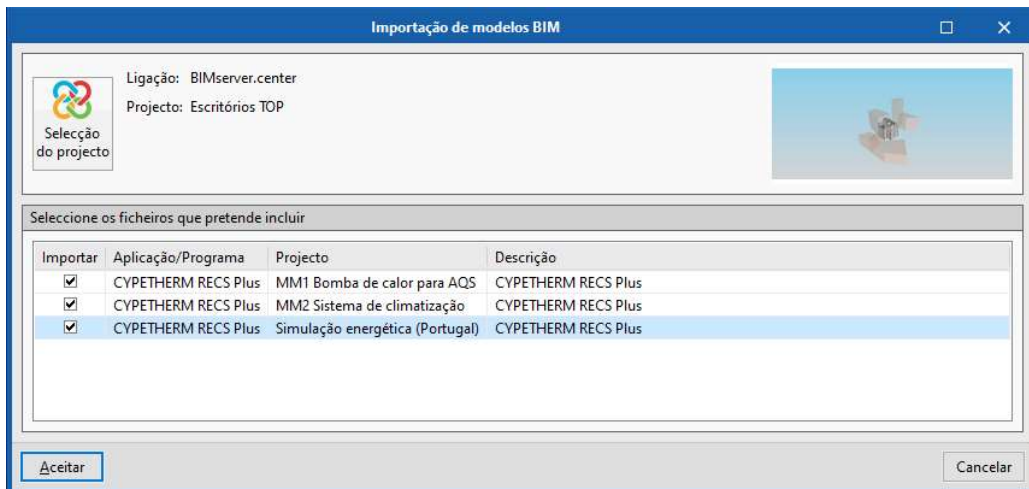 Importação de modelos BIM
Ligação: BIMserver.center
Projecto: Escritórios TOP
Selecção
do projecto
Seleccione os ficheiros que pretende incluir
Importar Aplicação/Programa Projecto Descrição
CYPETHERM RECS Plus MM1 Bomba de calor para AQS CYPETHERM RECS Plus
CYPETHERM RECS Plus MM2 Sistema de climatização CYPETHERM RECS Plus
CYPETHERM RECS Plus Simulação energética (Portugal) CYPETHERM RECS Plus
Aceitar Cancelar